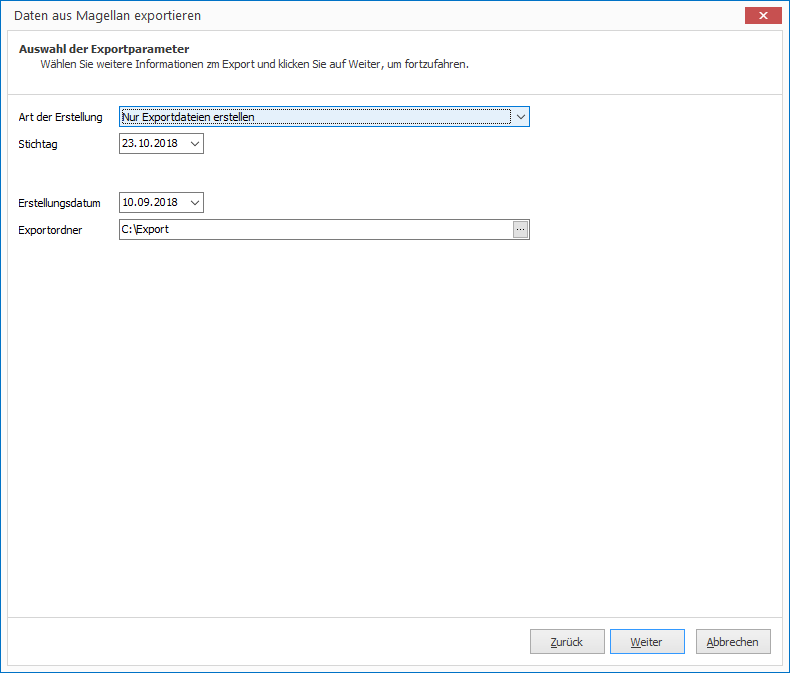 Daten aus Magellan exportieren
Auswahl der Exportparameter
Wählen Sie weitere Informationen zm Export und klicken Sie auf Weiter, um fortzufahren.
Art der Erstellung Nur Exportdateien erstellen
Stichtag 23.10.2018
Erstellungsdatum 10.09.2018
Exportordner C:\Export ...
Zurück Weiter Abbrechen